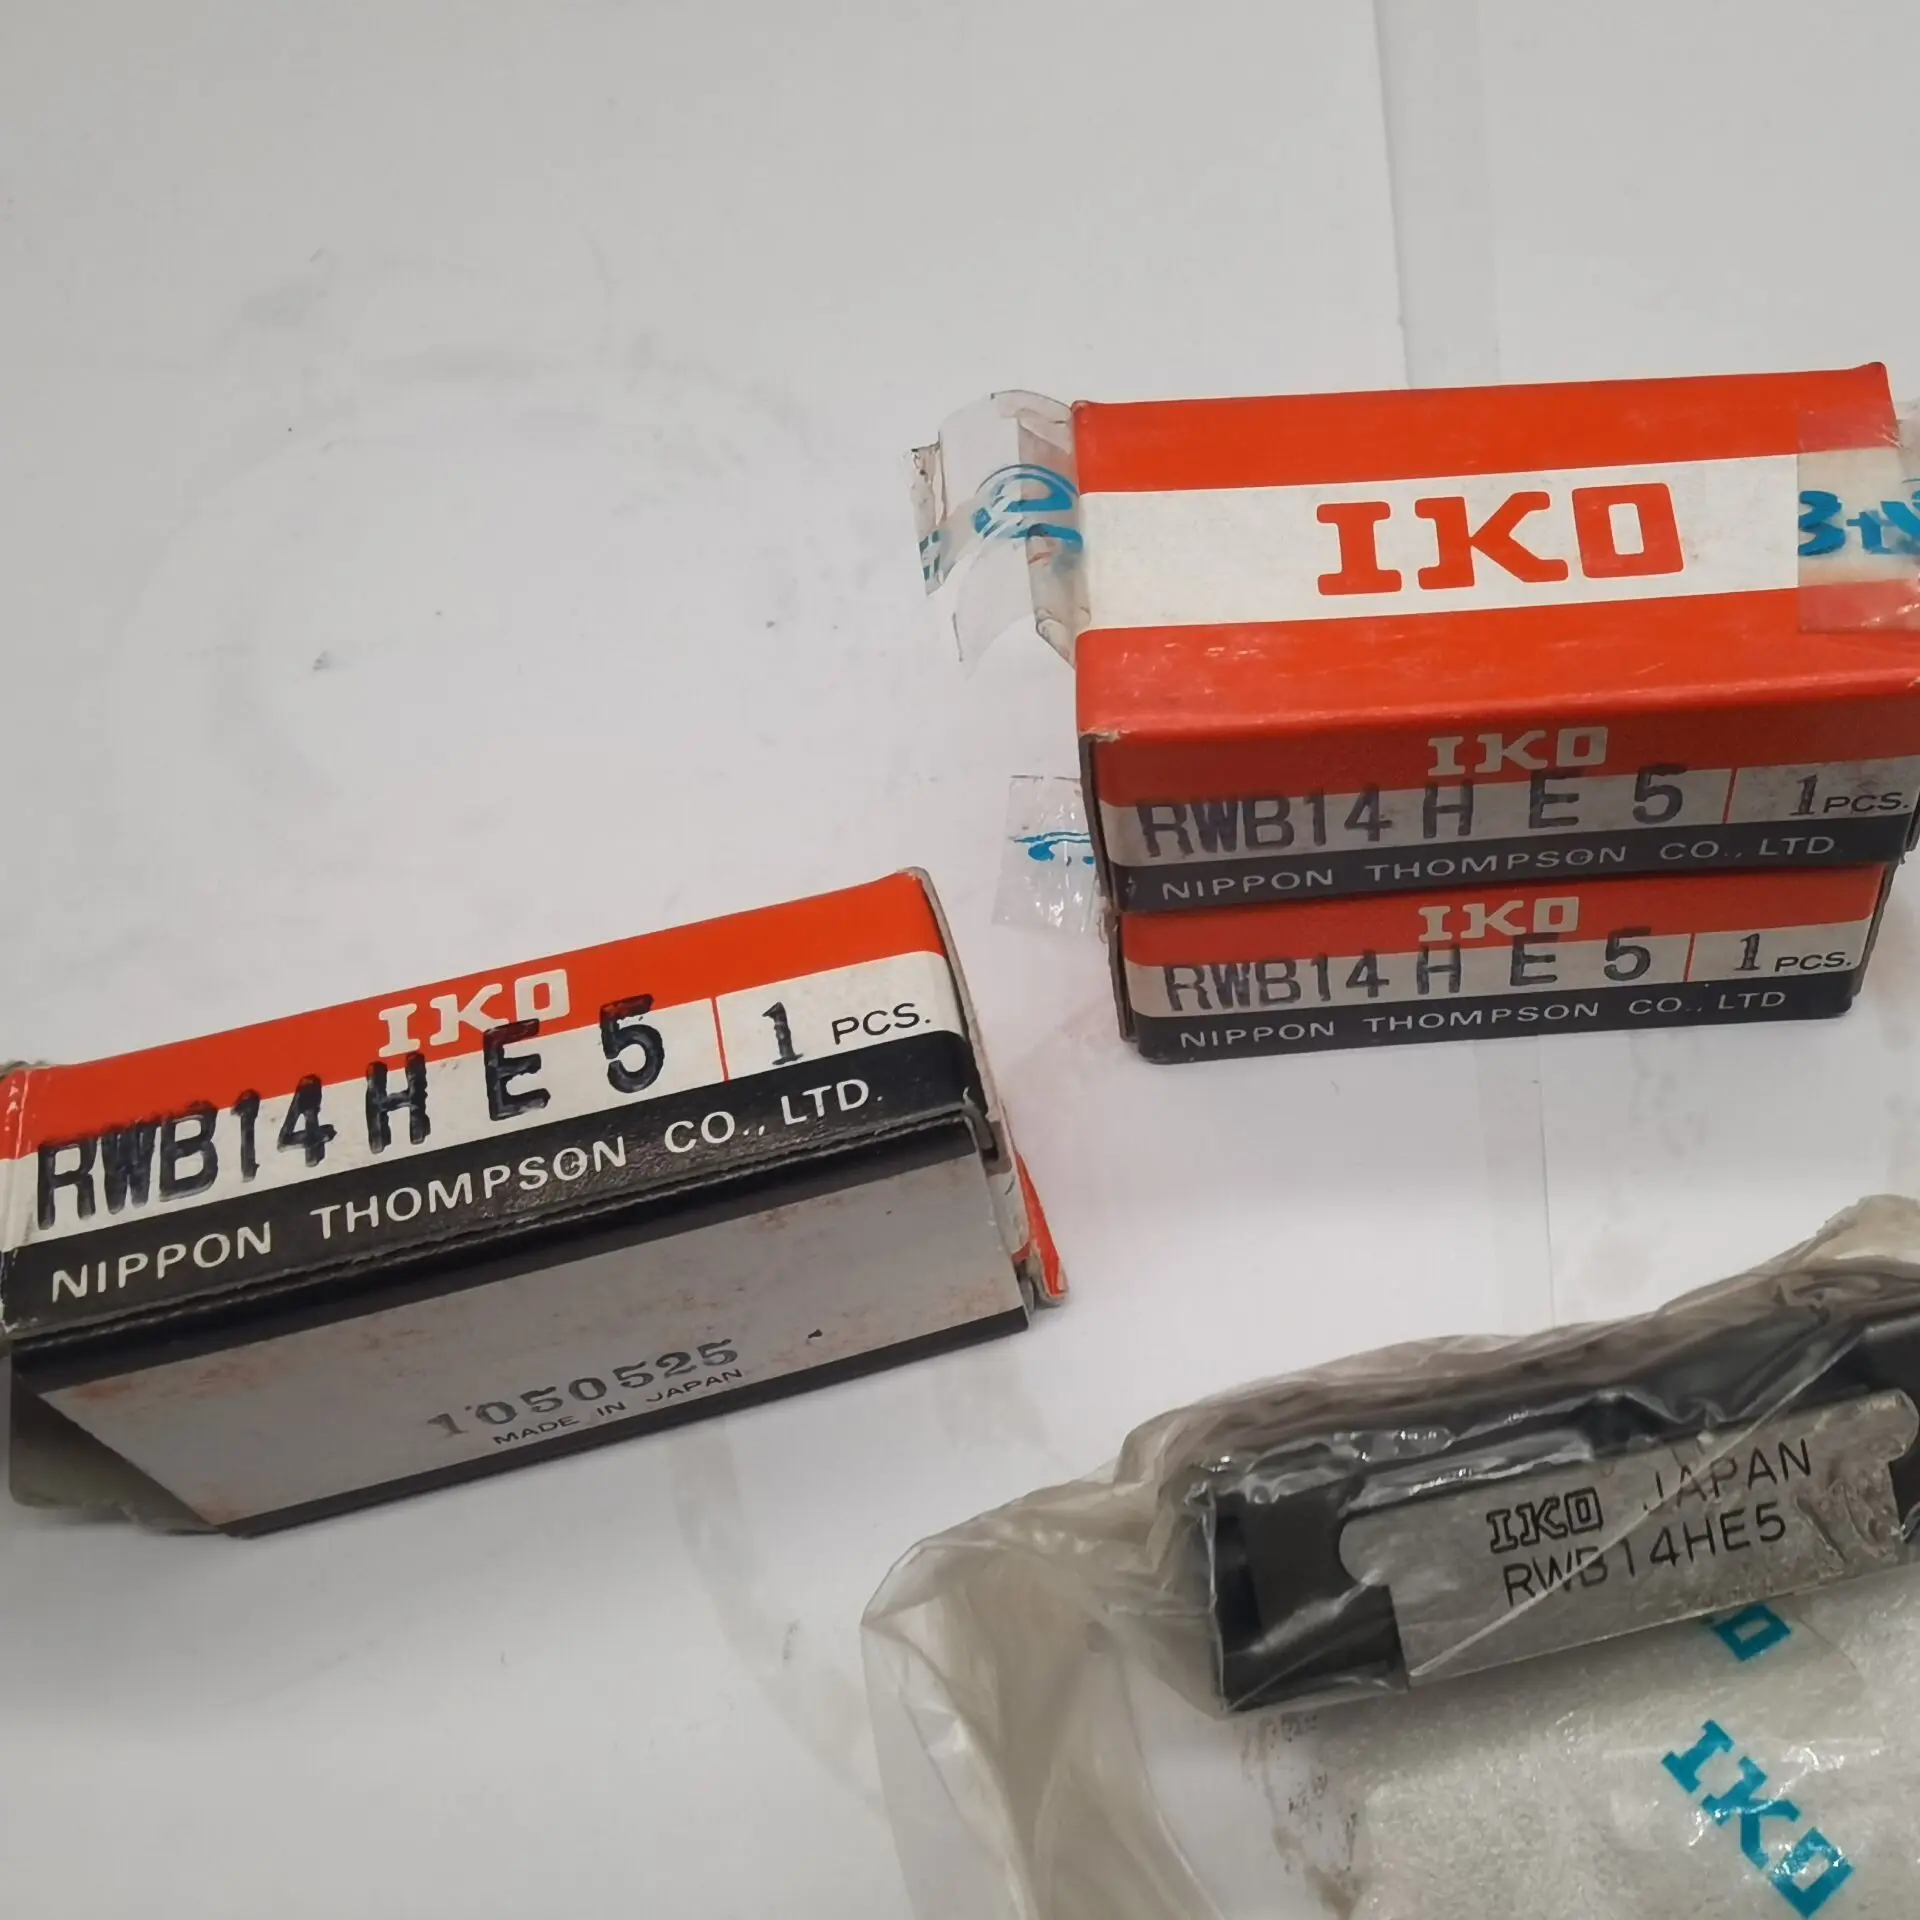 IKO
IKO
RWB14 H E 5 1 PCS.
NIPPON THOMPSON CO., LTD.
IKO
RWB14 H E 5 1 PCS.
NIPPON THOMPSON CO., LTD
IKO
RWB14 H E 5 1 PCS.
NIPPON THOMPSON CO., LTD.
1050525
MADE IN JAPAN
IKO JAPAN
RWB14HE5
IKO